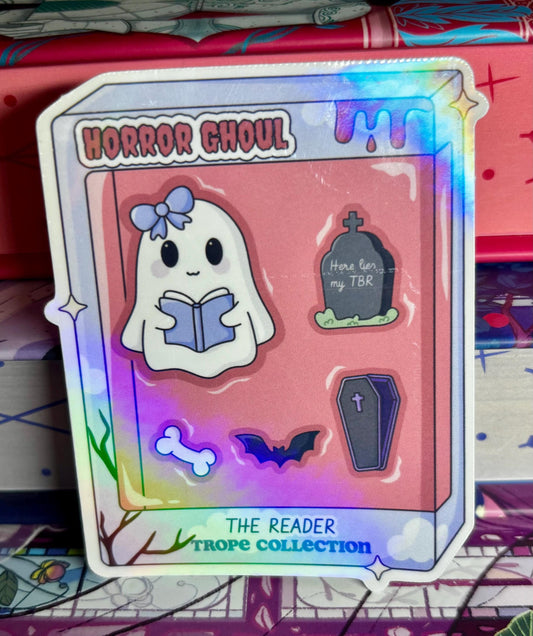 HORROR GHOUL
Here lies
my TBR
THE READER
TROPE COLLECTION